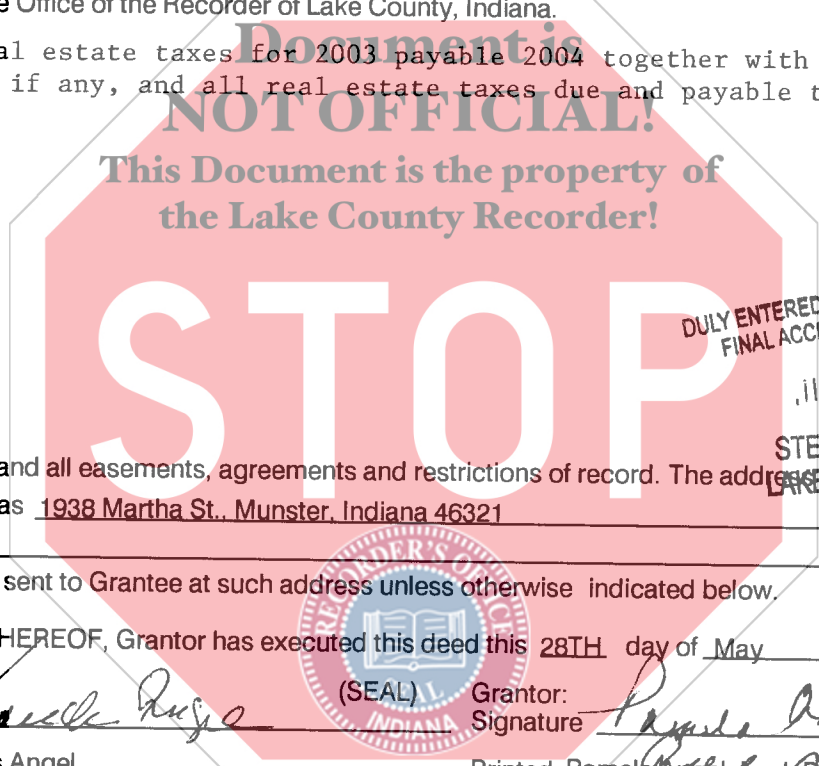 e Office of the Recorder of Lake County, Indiana.
Document is
al estate taxes for 2003 payable 2004 together with
if any, and all real estate taxes due and payable t
NOT OFFICIAL!
This Document is the property of
the Lake County Recorder!
STOP
DULY ENTERED
FINAL ACC
STE
LAKE
and all easements, agreements and restrictions of record. The address
as 1938 Martha St., Munster, Indiana 46321
sent to Grantee at such address unless otherwise indicated below.
RECORDER'S OFFICE
HEREOF, Grantor has executed this deed this 28TH day of May
(SEAL) Grantor:
Signature Pamela
SEAL
INDIANA
Angel
Printed Pamela